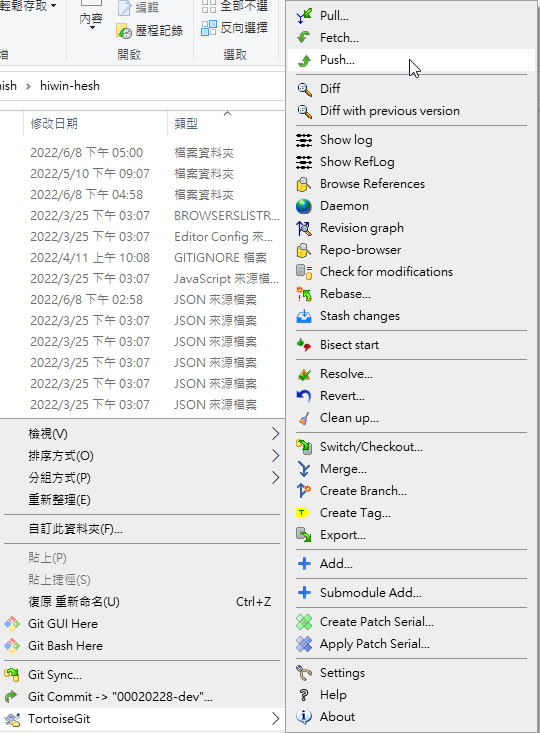 輕鬆存取
內容
編輯
歷程記錄
開啟
全部不選
反向選擇
選取
hiwin-hesh
修改日期 類型
2022/6/8 下午 05:00 檔案資料夾
2022/5/10 下午 09:07 檔案資料夾
2022/6/8 下午 04:58 檔案資料夾
2022/3/25 下午 03:07 BROWSERSLISTR...
2022/3/25 下午 03:07 Editor Config 來...
2022/4/11 上午 10:08 GITIGNORE 檔案
2022/3/25 下午 03:07 JavaScript 來源檔...
2022/6/8 下午 02:58 JSON 來源檔案
2022/3/25 下午 03:07 JSON 來源檔案
2022/3/25 下午 03:07 JSON 來源檔案
2022/3/25 下午 03:07 JSON 來源檔案
2022/3/25 下午 03:07 JSON 來源檔案
2022/3/25 下午 03:07 JSON 來源檔案
檢視(V)
排序方式(O)
分組方式(P)
重新整理(E)
自訂此資料夾(F)...
貼上(P)
貼上捷徑(S)
復原 重新命名(U) Ctrl+Z
Git GUI Here
Git Bash Here
Git Sync...
Git Commit -> "00020228-dev"...
TortoiseGit
Pull...
Fetch...
Push...
Diff
Diff with previous version
Show log
Show RefLog
Browse References
Daemon
Revision graph
Repo-browser
Check for modifications
Rebase...
Stash changes
Bisect start
Resolve...
Revert...
Clean up...
Switch/Checkout...
Merge...
Create Branch...
Create Tag...
Export...
Add...
Submodule Add...
Create Patch Serial...
Apply Patch Serial...
Settings
Help
About